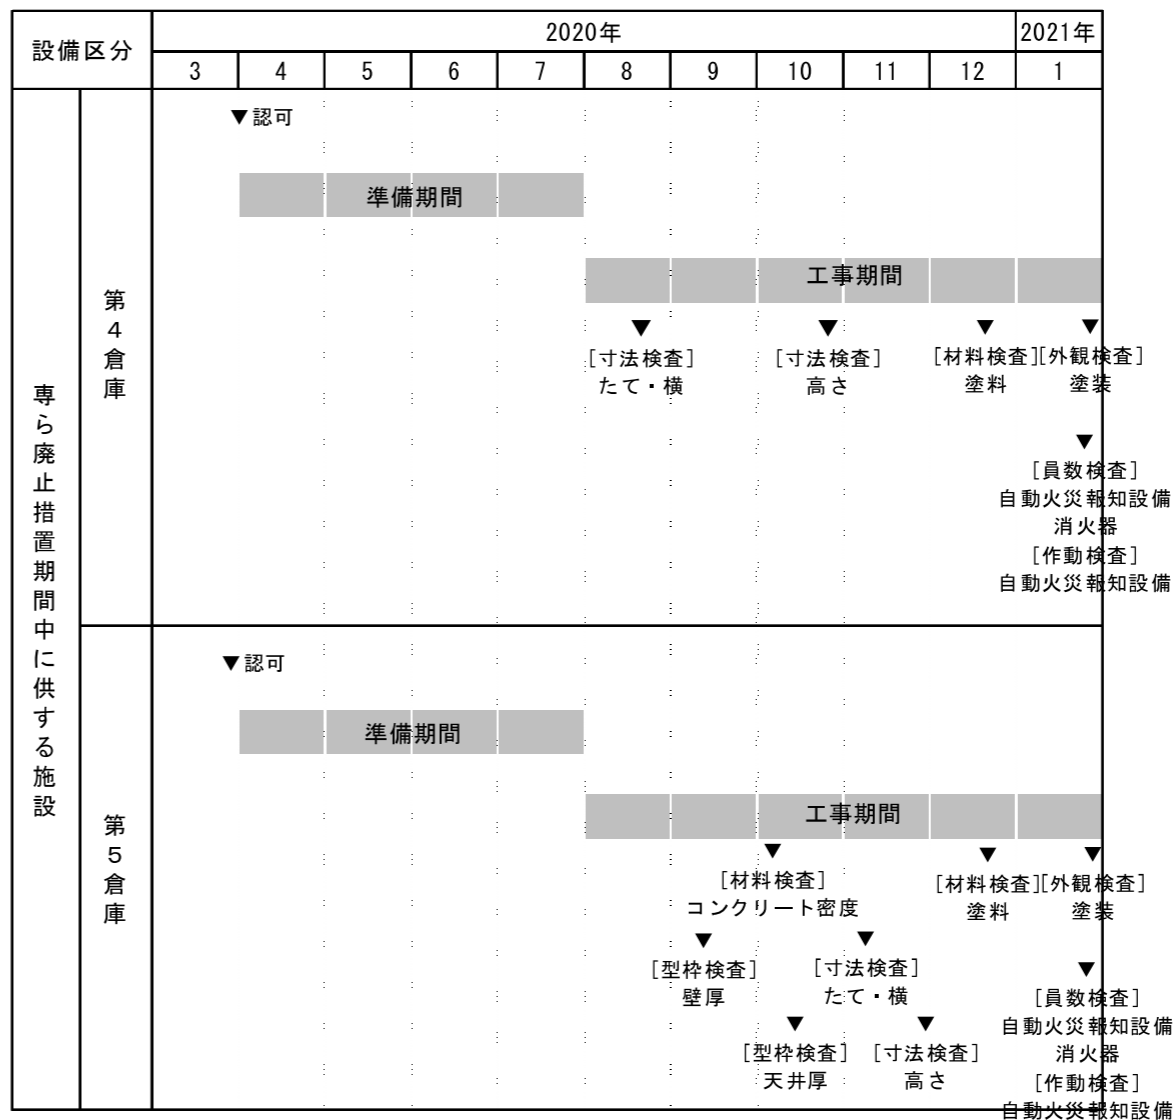 設備区分
2020年
2021年
3 4 5 6 7 8 9 10 11 12 1
専ら廃止措置期間中に供する施設
第4倉庫
▼認可
準備期間
工事期間
▼ ▼ ▼ ▼
[寸法検査] [寸法検査] [材料検査][外観検査]
たて・横 高さ 塗料 塗装
▼
[員数検査]
自動火災報知設備
消火器
[作動検査]
自動火災報知設備
第5倉庫
▼認可
準備期間
工事期間
▼ ▼ ▼
[材料検査] [材料検査][外観検査]
コンクリート密度 塗料 塗装
▼ ▼
[型枠検査] [寸法検査]
壁厚 たて・横
▼ ▼
[型枠検査] [寸法検査]
天井厚 高さ
▼
[員数検査]
自動火災報知設備
消火器
[作動検査]
自動火災報知設備